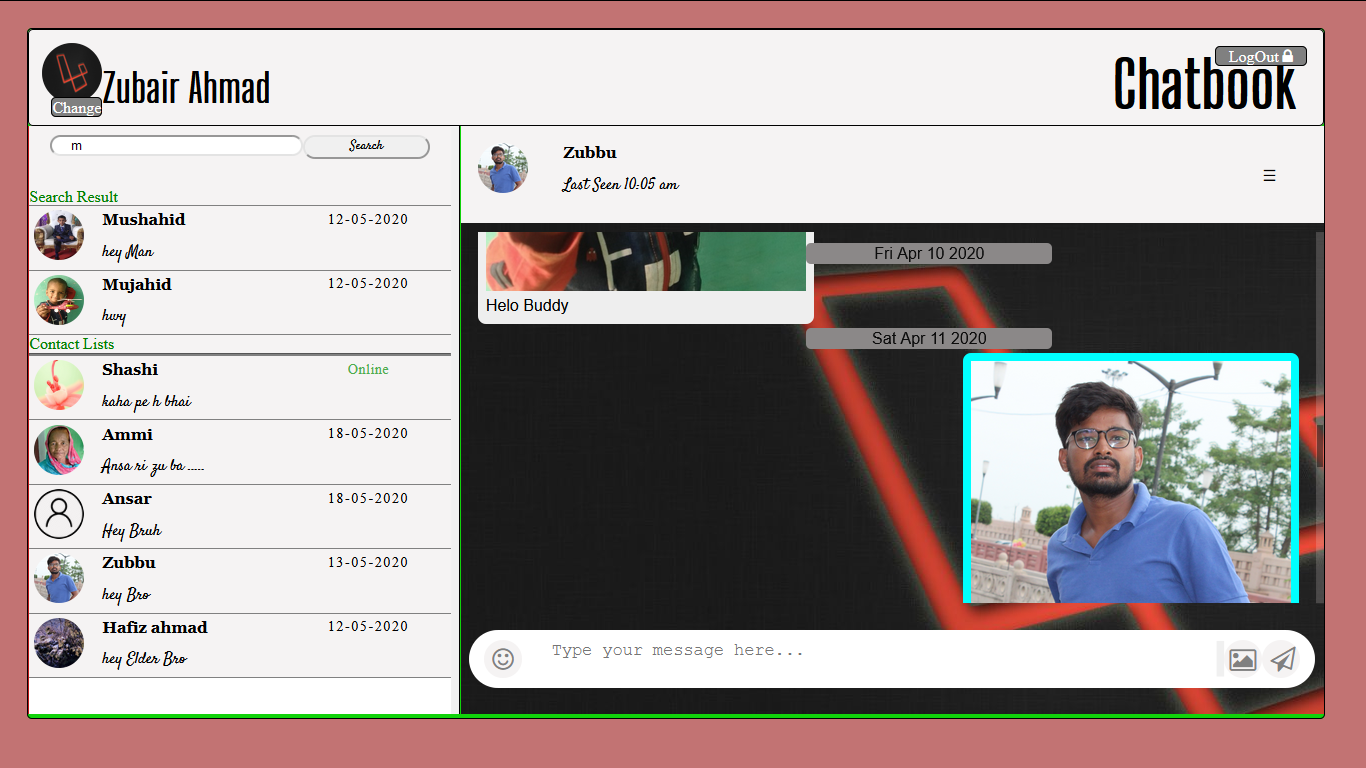 Zubair Ahmad
Change
Chatbook
LogOut
m
Search
Search Result
Mushahid
12-05-2020
hey Man
Mujahid
12-05-2020
hwy
Contact Lists
Shashi
Online
kaha pe h bhai
Ammi
18-05-2020
Ansa ri zu ba .....
Ansar
18-05-2020
Hey Bruh
Zubbu
13-05-2020
hey Bro
Hafiz ahmad
12-05-2020
hey Elder Bro
Zubbu
Last Seen 10:05 am
Fri Apr 10 2020
Helo Buddy
Sat Apr 11 2020
Type your message here...